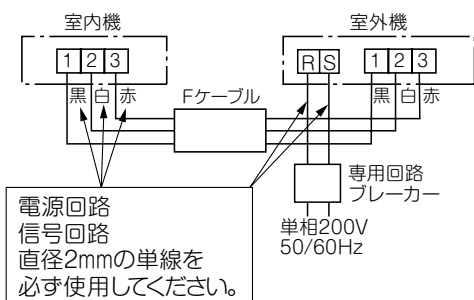 室内機
室外機
1 2 3
R S
1 2 3
黒 白 赤
Fケーブル
黒 白 赤
専用回路
ブレーカー
単相200V
50/60Hz
電源回路
信号回路
直径2mmの単線を
必ず使用してください。